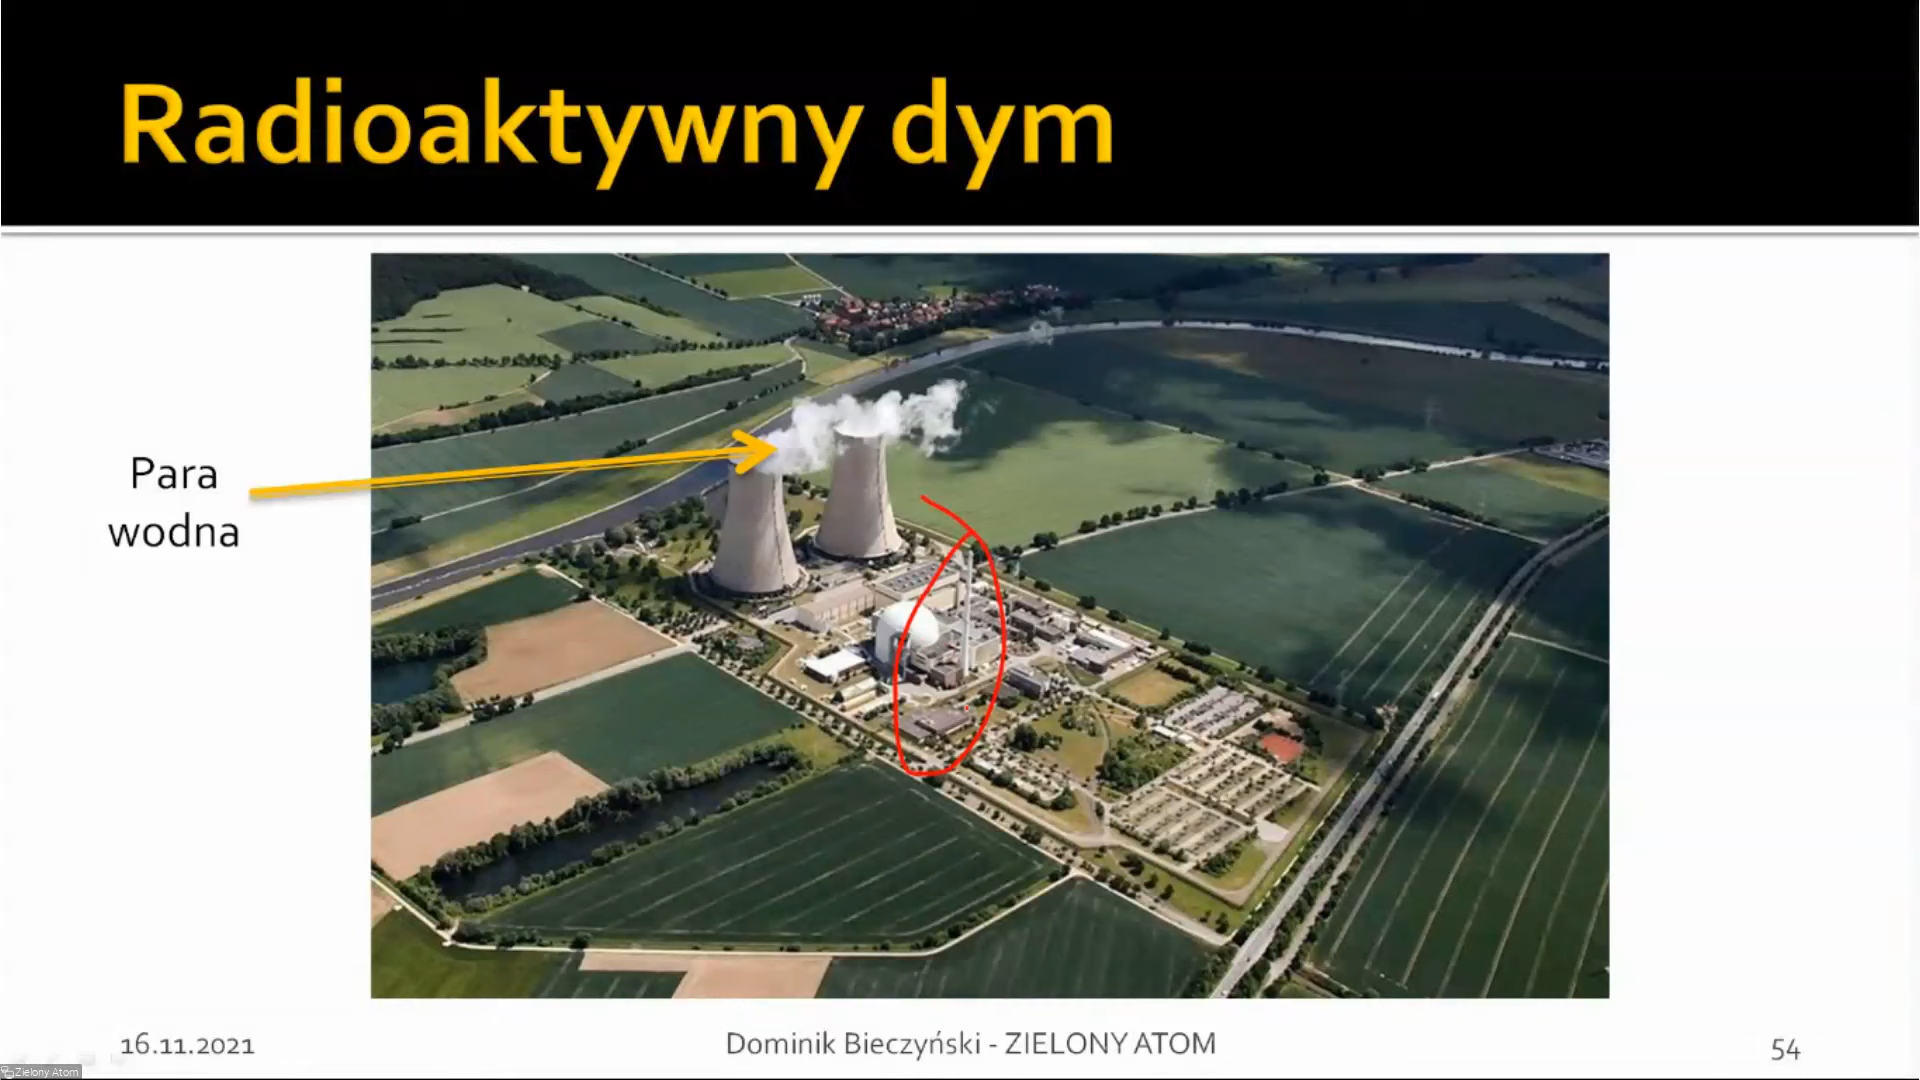 Radioaktywny dym
Para
wodna
16.11.2021
Dominik Bieczyński - ZIELONY ATOM
54
Zielony Atom